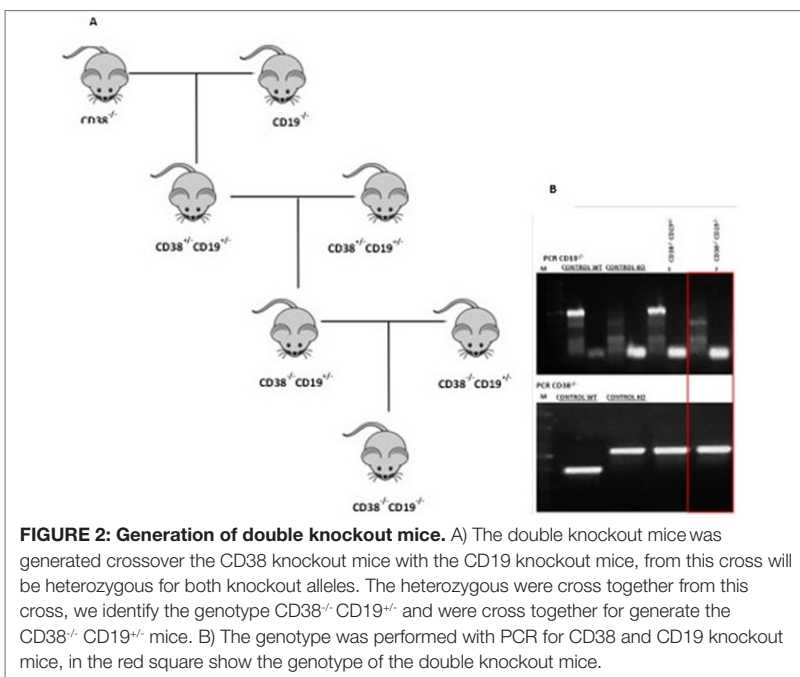 A
CD38-/-
CD19-/-
CD38+/-CD19+/-
CD38+/-CD19+/-
CD38-/-CD19+/-
CD38-/-CD19+/-
CD38-/-CD19-/-
B
CD38-/-CD19+/-
CD38-/-CD19-/-
PCR CD19-/-
M CONTROL WT CONTROL KO + +
PCR CD38-/-
M CONTROL WT CONTROL KO
FIGURE 2: Generation of double knockout mice. A) The double knockout mice was
generated crossover the CD38 knockout mice with the CD19 knockout mice, from this cross will
be heterozygous for both knockout alleles. The heterozygous were cross together from this
cross, we identify the genotype CD38-/- CD19+/- and were cross together for generate the
CD38-/- CD19+/- mice. B) The genotype was performed with PCR for CD38 and CD19 knockout
mice, in the red square show the genotype of the double knockout mice.